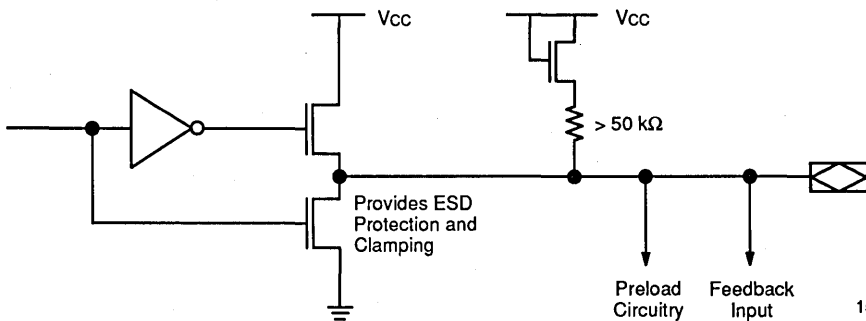 Vcc
Vcc
> 50 kΩ
Provides ESD
Protection and
Clamping
Preload
Circuitry
Feedback
Input